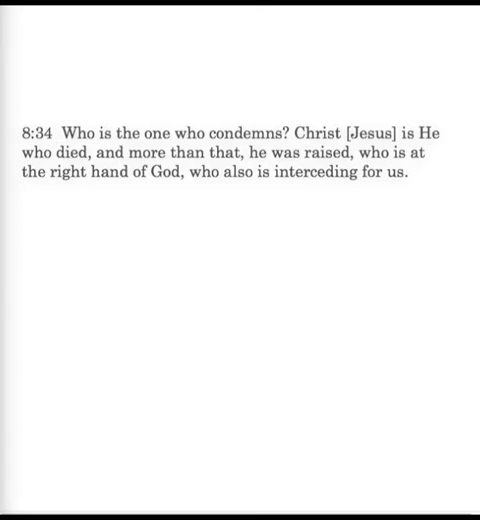 8:34 Who is the one who condemns? Christ [Jesus] is He
who died, and more than that, he was raised, who is at
the right hand of God, who also is interceding for us.